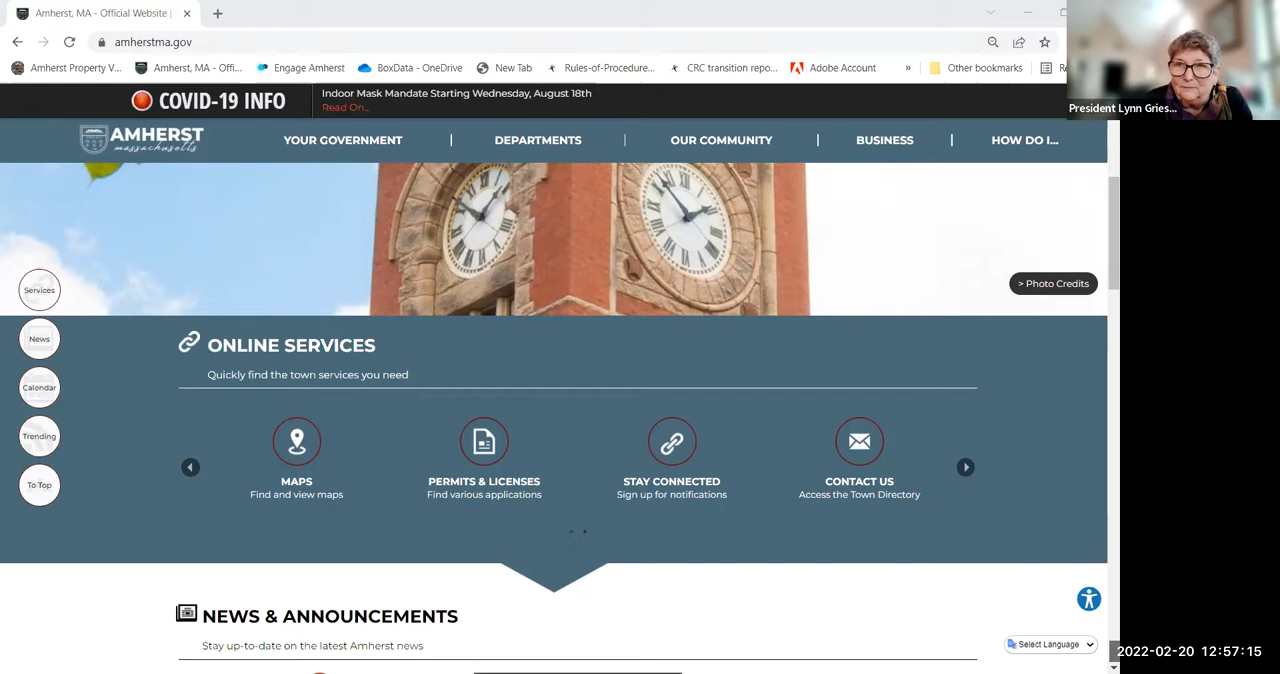 Amherst, MA - Official Website |
amherstma.gov
Amherst Property V... Amherst, MA - Offi... Engage Amherst BoxData - OneDrive New Tab Rules-of-Procedure... CRC transition repo... Adobe Account » Other bookmarks
President Lynn Gries...
COVID-19 INFO
Indoor Mask Mandate Starting Wednesday, August 18th
Read On...
AMHERST
massachusetts
YOUR GOVERNMENT | DEPARTMENTS | OUR COMMUNITY | BUSINESS | HOW DO I...
> Photo Credits
Services
News
Calendar
Trending
To Top
ONLINE SERVICES
Quickly find the town services you need
MAPS PERMITS & LICENSES STAY CONNECTED CONTACT US
Find and view maps Find various applications Sign up for notifications Access the Town Directory
NEWS & ANNOUNCEMENTS
Stay up-to-date on the latest Amherst news
Select Language
2022-02-20 12:57:15